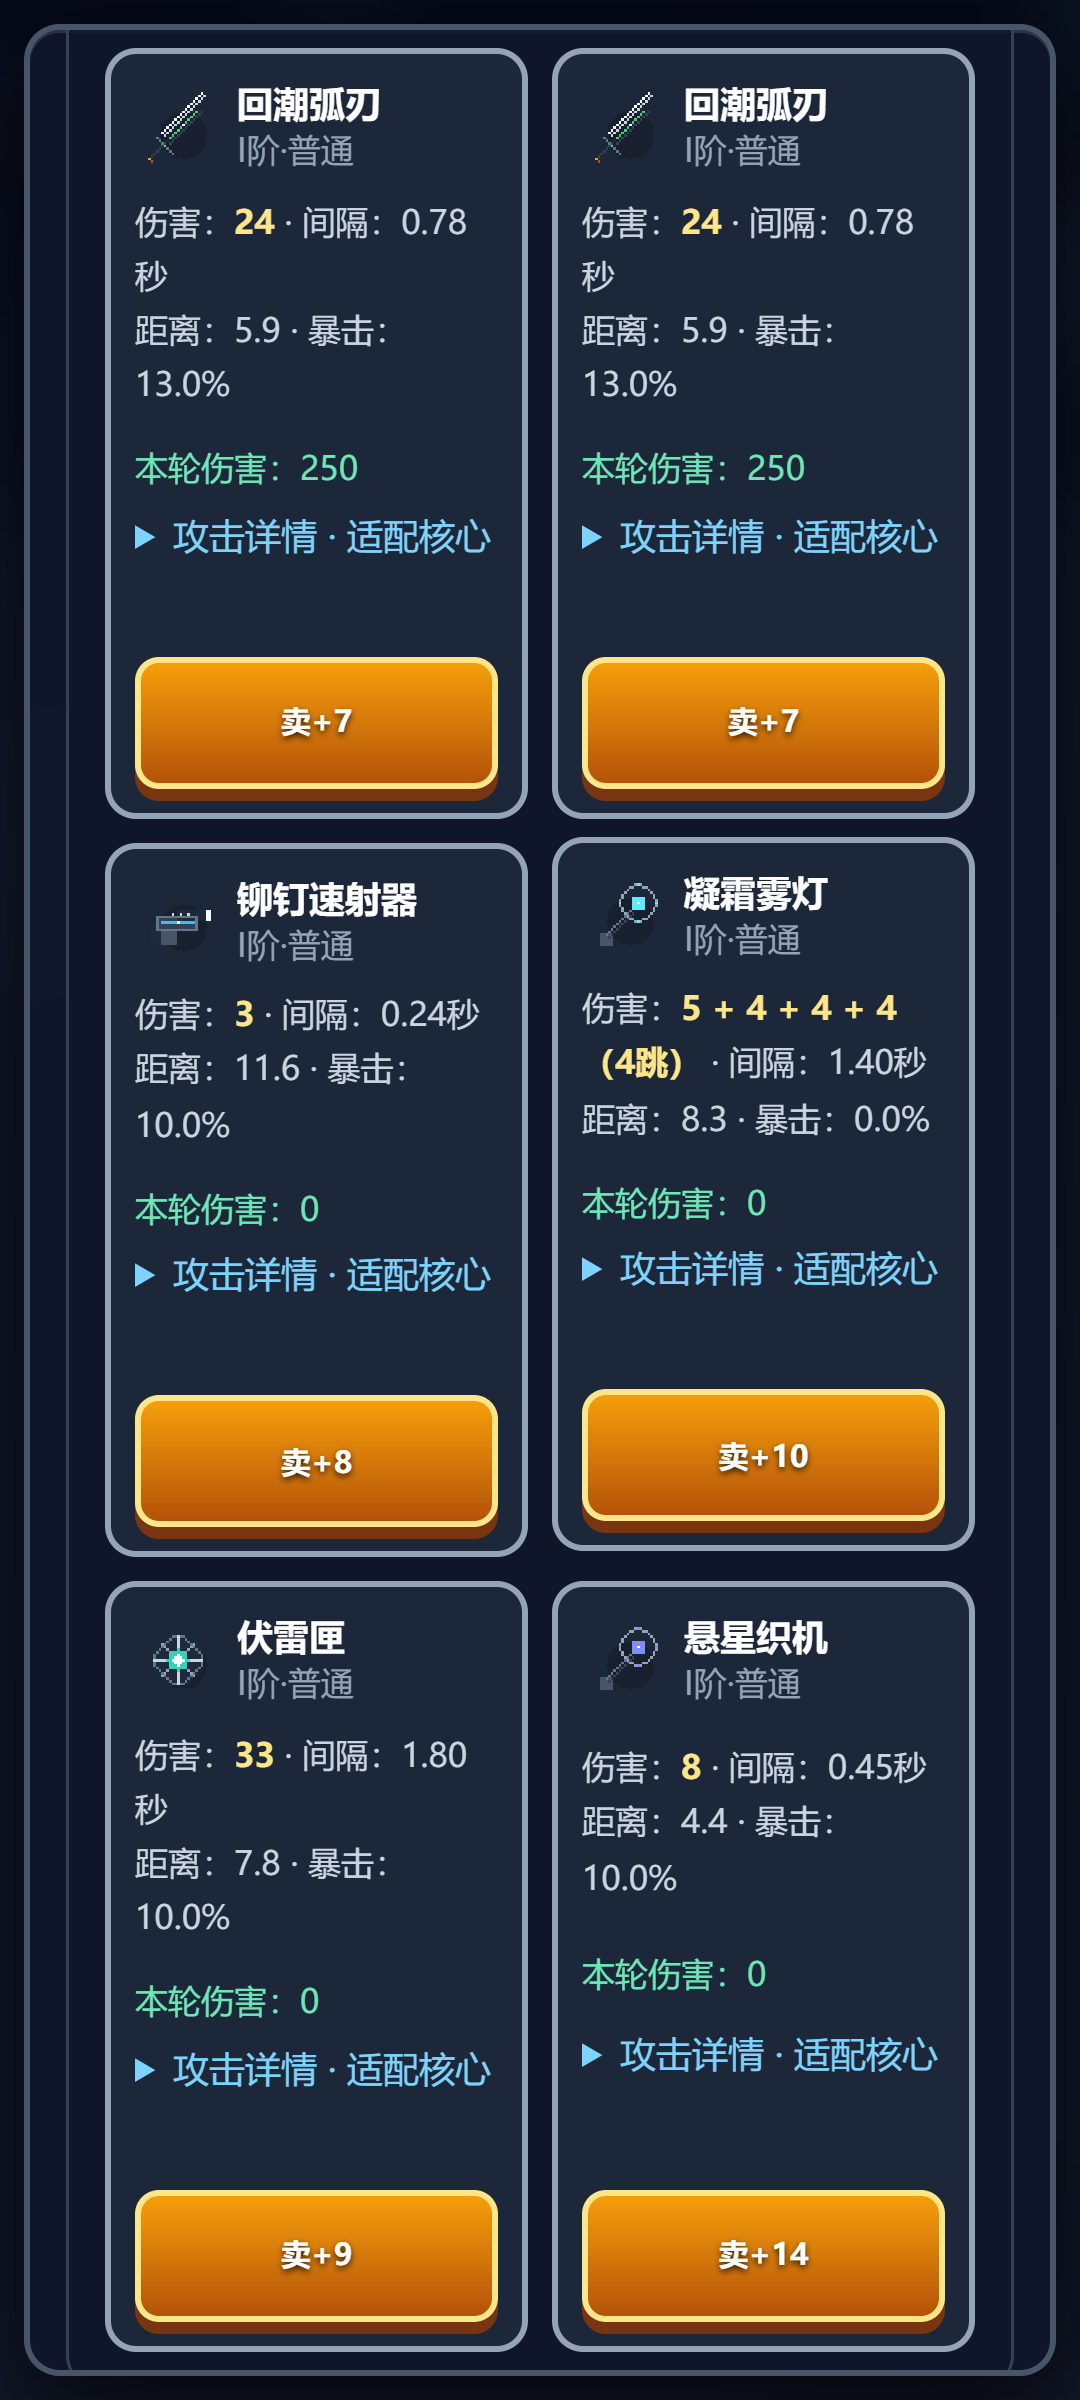 回潮弧刃
I阶·普通
伤害：24 · 间隔：0.78
秒
距离：5.9 · 暴击：
13.0%
本轮伤害：250
▶ 攻击详情 · 适配核心
卖+7
回潮弧刃
I阶·普通
伤害：24 · 间隔：0.78
秒
距离：5.9 · 暴击：
13.0%
本轮伤害：250
▶ 攻击详情 · 适配核心
卖+7
铆钉速射器
I阶·普通
伤害：3 · 间隔：0.24秒
距离：11.6 · 暴击：
10.0%
本轮伤害：0
▶ 攻击详情 · 适配核心
卖+8
凝霜雾灯
I阶·普通
伤害：5 + 4 + 4 + 4
（4跳） · 间隔：1.40秒
距离：8.3 · 暴击：0.0%
本轮伤害：0
▶ 攻击详情 · 适配核心
卖+10
伏雷匣
I阶·普通
伤害：33 · 间隔：1.80
秒
距离：7.8 · 暴击：
10.0%
本轮伤害：0
▶ 攻击详情 · 适配核心
卖+9
悬星织机
I阶·普通
伤害：8 · 间隔：0.45秒
距离：4.4 · 暴击：
10.0%
本轮伤害：0
▶ 攻击详情 · 适配核心
卖+14